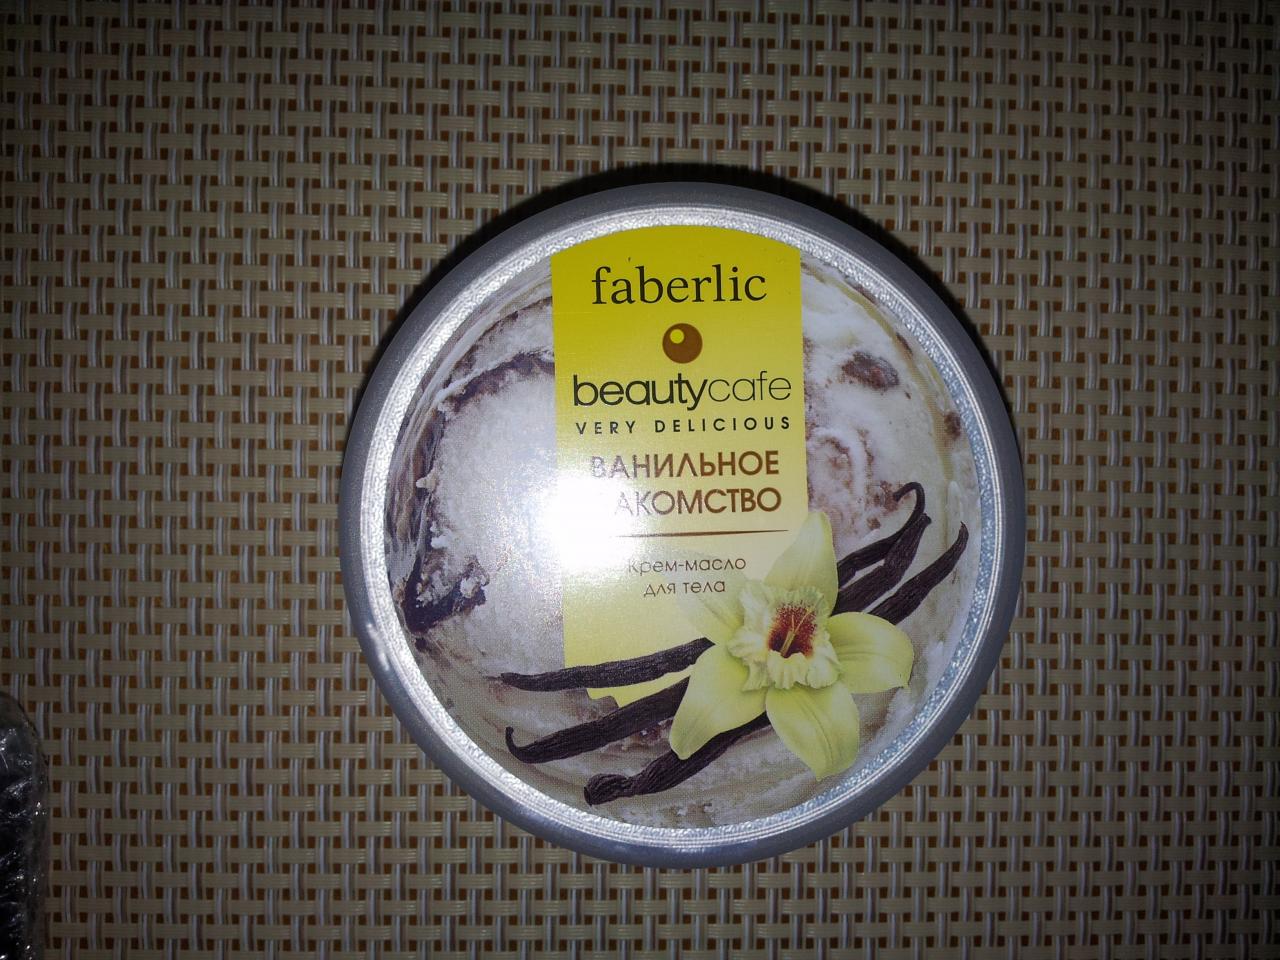 faberlic
beautycafe
VERY DELICIOUS
ВАНИЛЬНОЕ
Крем-масло
для тела